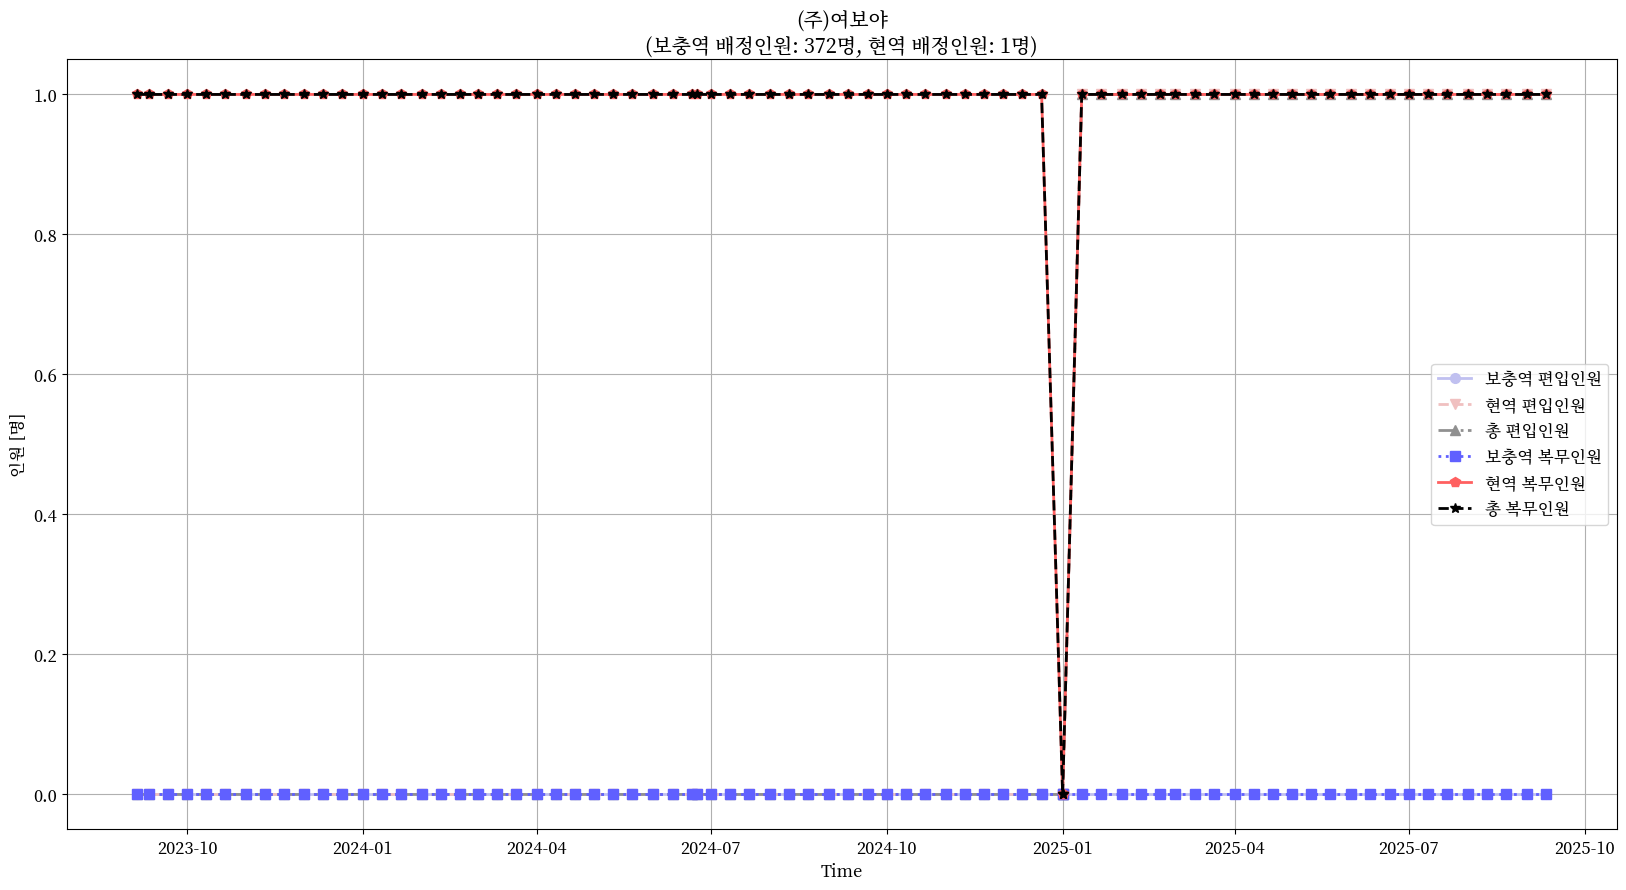 (주)여보야
(보충역 배정인원: 372명, 현역 배정인원: 1명)
인원 [명]
1.0
0.8
0.6
0.4
0.2
0.0
보충역 편입인원
현역 편입인원
총 편입인원
보충역 복무인원
현역 복무인원
총 복무인원
2023-10
2024-01
2024-04
2024-07
2024-10
2025-01
2025-04
2025-07
2025-10
Time